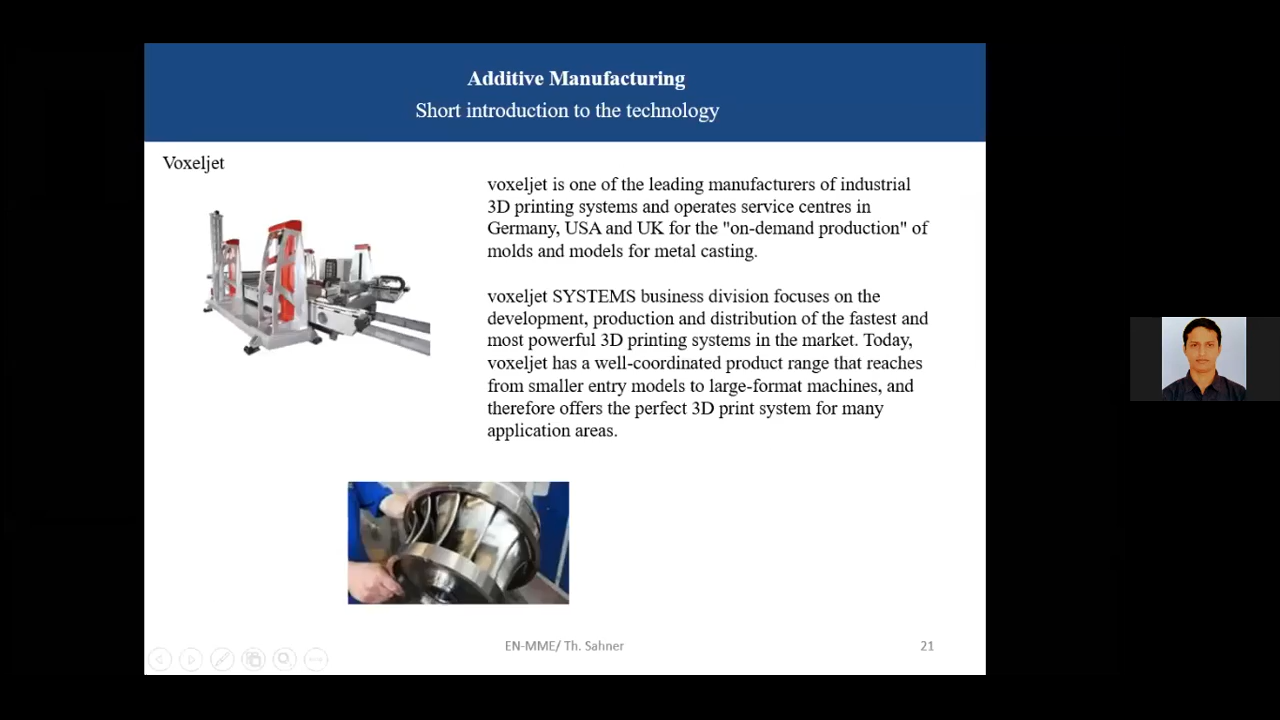 Additive Manufacturing
Short introduction to the technology
Voxeljet
voxeljet is one of the leading manufacturers of industrial
3D printing systems and operates service centres in
Germany, USA and UK for the "on-demand production" of
molds and models for metal casting.
voxeljet SYSTEMS business division focuses on the
development, production and distribution of the fastest and
most powerful 3D printing systems in the market. Today,
voxeljet has a well-coordinated product range that reaches
from smaller entry models to large-format machines, and
therefore offers the perfect 3D print system for many
application areas.
EN-MME/ Th. Sahner
21